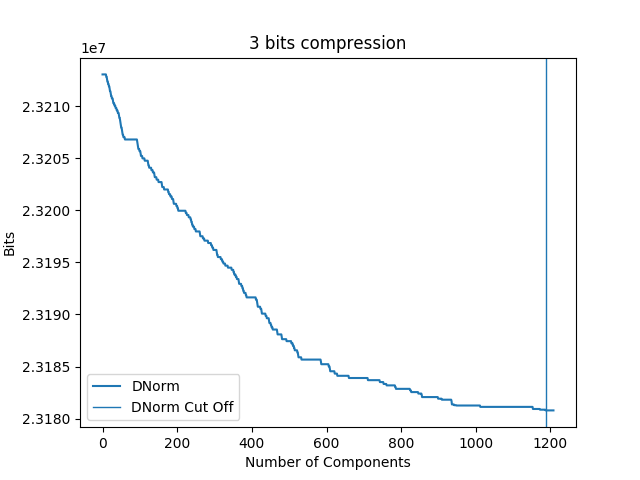 3 bits compression
1e7
2.3210
2.3205
2.3200
2.3195
2.3190
2.3185
2.3180
Bits
DNorm
DNorm Cut Off
0 200 400 600 800 1000 1200
Number of Components